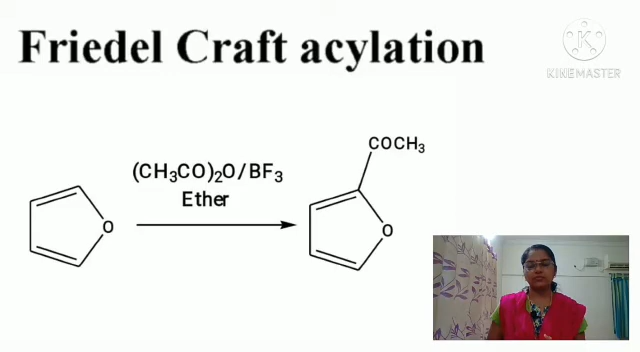 Friedel Craft acylation
KINEMASTER
COCH₃
(CH₃CO)₂O/BF₃
Ether
O
O